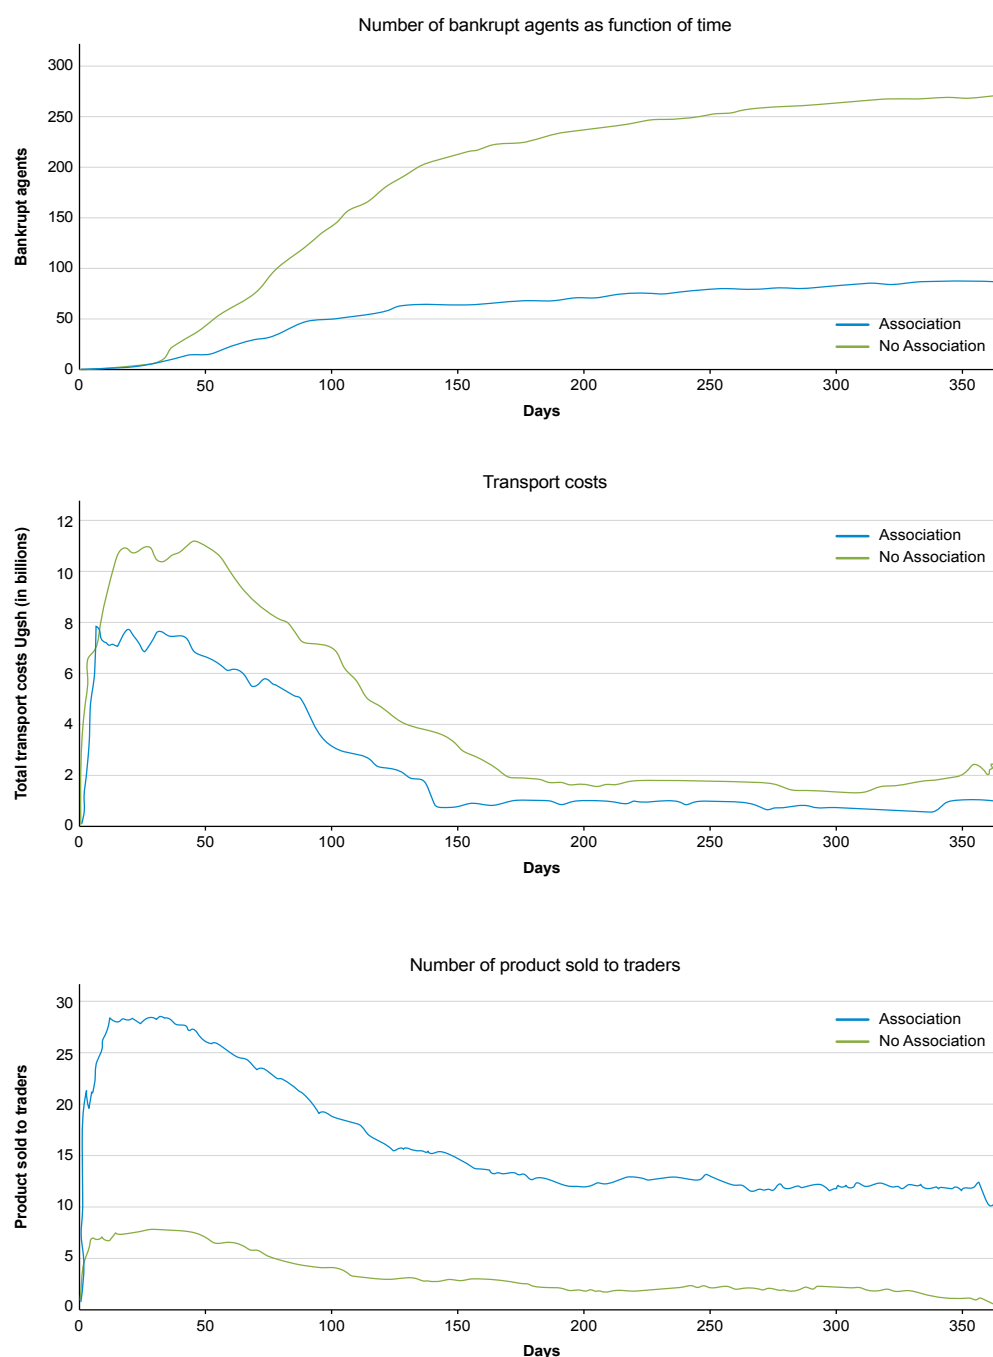 Number of bankrupt agents as function of time
300
250
200
150
100
50
0
Bankrupt agents
Association
No Association
0 50 100 150 200 250 300 350
Days
Transport costs
12
10
8
6
4
2
0
Total transport costs Ugsh (in billions)
Association
No Association
0 50 100 150 200 250 300 350
Days
Number of product sold to traders
30
25
20
15
10
5
0
Product sold to traders
Association
No Association
0 50 100 150 200 250 300 350
Days